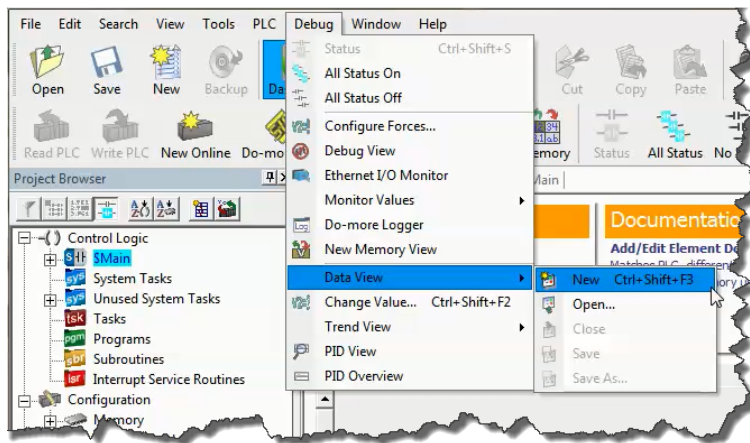 File Edit Search View Tools PLC Debug Window Help
Open Save New Backup Cut Copy Paste
Status Ctrl+Shift+S
All Status On
All Status Off
Read PLC Write PLC New Online Do-mo Status All Status No
Configure Forces...
Debug View
Ethernet I/O Monitor
Monitor Values
Do-more Logger
New Memory View
Data View
Change Value... Ctrl+Shift+F2
Trend View
PID View
PID Overview
New Ctrl+Shift+F3
Open...
Close
Save
Save As...
Project Browser
Control Logic
$Main
System Tasks
Unused System Tasks
Tasks
Programs
Subroutines
Interrupt Service Routines
Configuration
Memory
Main
Documentatio
Add/Edit Element Do